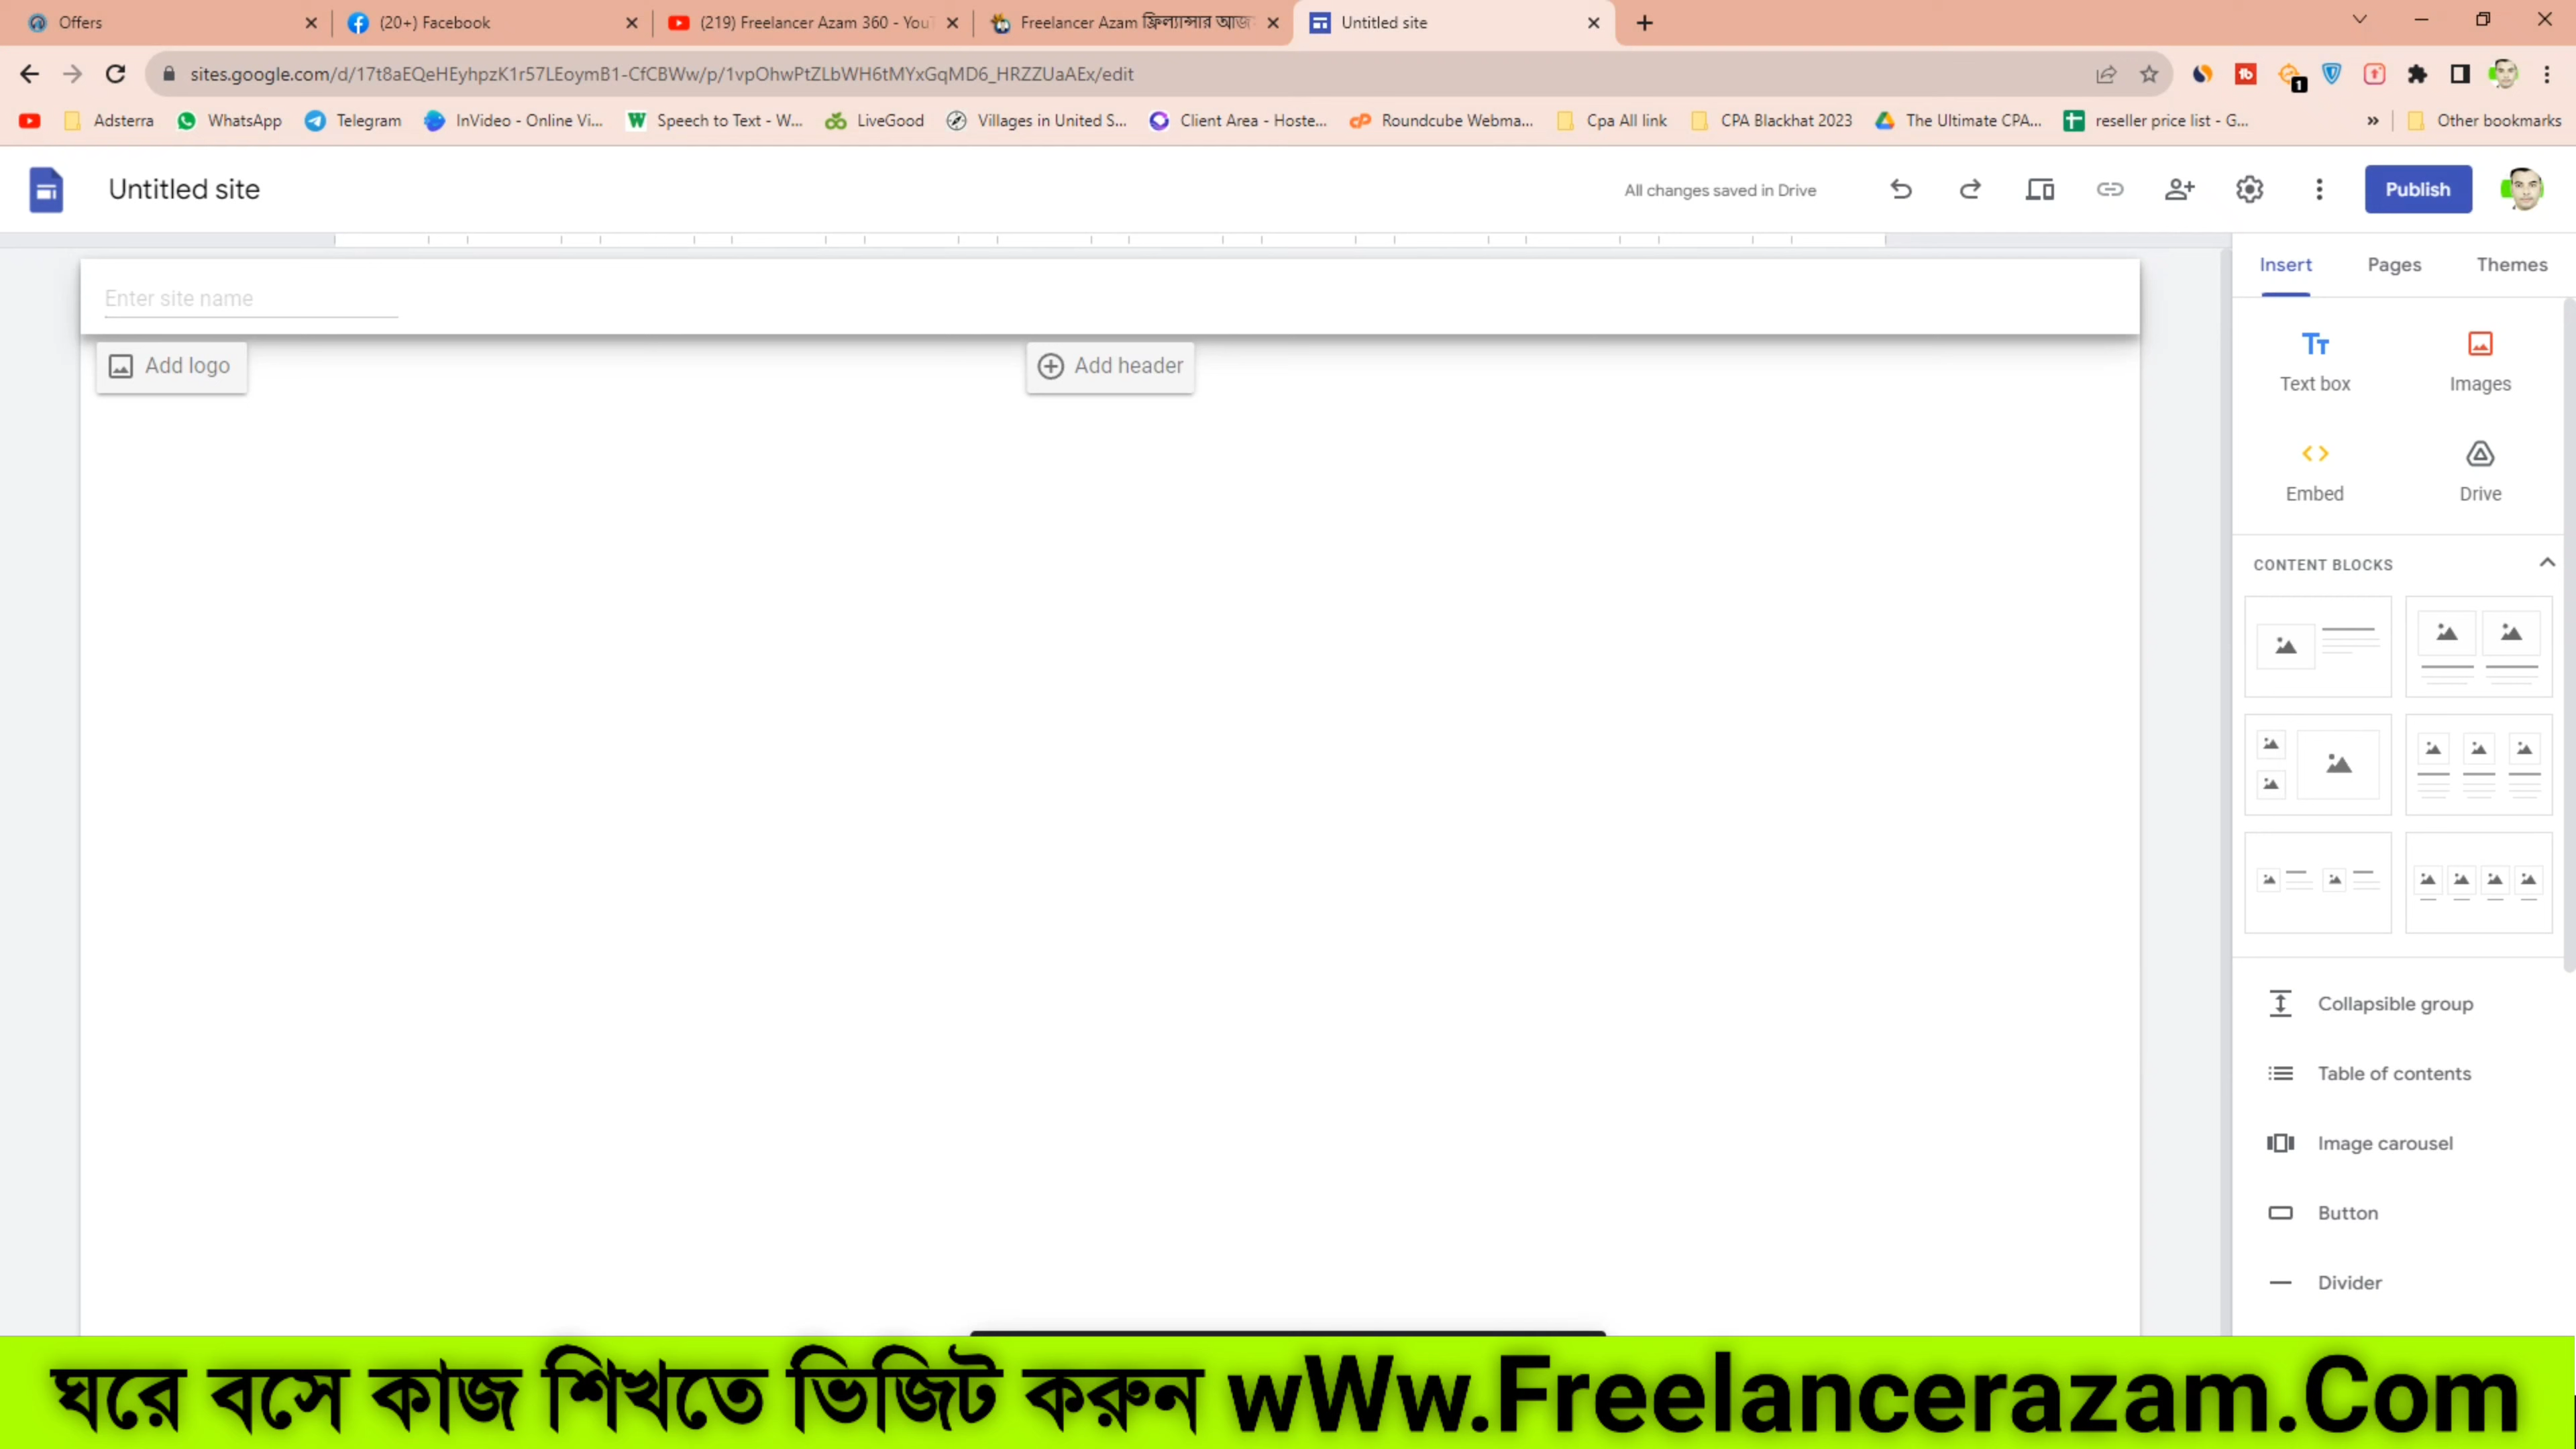 Offers
(20+) Facebook
(219) Freelancer Azam 360 - You
Freelancer Azam ফ্রিল্যান্সার আজ
Untitled site
sites.google.com/d/17t8aEQeHEyhpzK1r57LEoymB1-CfCBWw/p/1vpOhwPtZLbWH6tMYxGqMD6_HRZZUaAEx/edit
1
Adsterra
WhatsApp
Telegram
InVideo - Online Vi...
Speech to Text - W...
LiveGood
Villages in United S...
Client Area - Hoste...
Roundcube Webma...
Cpa All link
CPA Blackhat 2023
The Ultimate CPA...
reseller price list - G...
»
Other bookmarks
Untitled site
All changes saved in Drive
Publish
Insert
Pages
Themes
Enter site name
Add logo
Add header
Text box
Images
Embed
Drive
CONTENT BLOCKS
Collapsible group
Table of contents
Image carousel
Button
Divider
ঘরে বসে কাজ শিখতে ভিজিট করুন wWw.Freelancerazam.Com